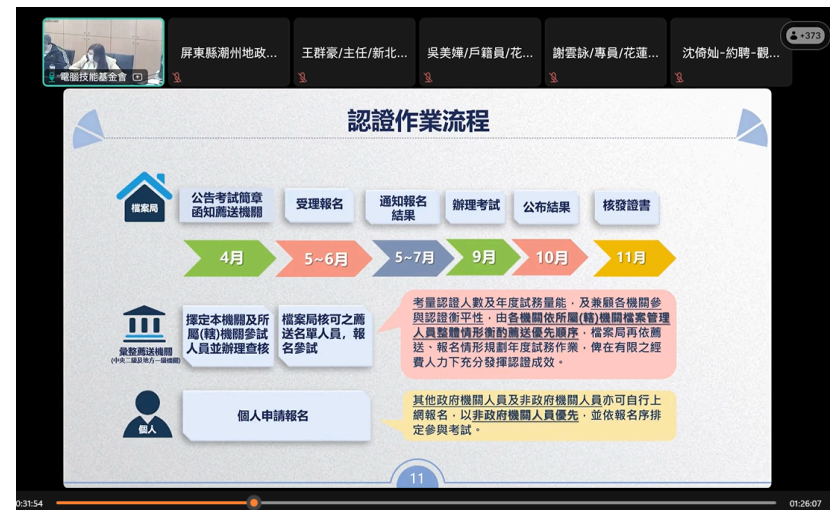 +373
電腦技能基金會
屏東縣潮州地政...
王群豪/主任/新北...
吳美嬅/戶籍員/花...
謝雲詠/專員/花蓮...
沈倚奾-約聘-觀...
認證作業流程
檔案局
公告考試簡章
函知薦送機關
受理報名
通知報名
結果
辦理考試
公布結果
核發證書
4月
5~6月
5~7月
9月
10月
11月
彙整薦送機關
(中央二級及地方一級機關)
擇定本機關及所
屬(轄)機關參試
人員並辦理查核
檔案局核可之薦
送名單人員，報
名參試
考量認證人數及年度試務量能，及兼顧各機關參
與認證衡平性，由各機關依所屬(轄)機關檔案管理
人員整體情形衡酌薦送優先順序，檔案局再依薦
送、報名情形規劃年度試務作業，俾在有限之經
費人力下充分發揮認證成效。
個人
個人申請報名
其他政府機關人員及非政府機關人員亦可自行上
網報名，以非政府機關人員優先，並依報名序排
定參與考試。
11
0:31:54
01:26:07